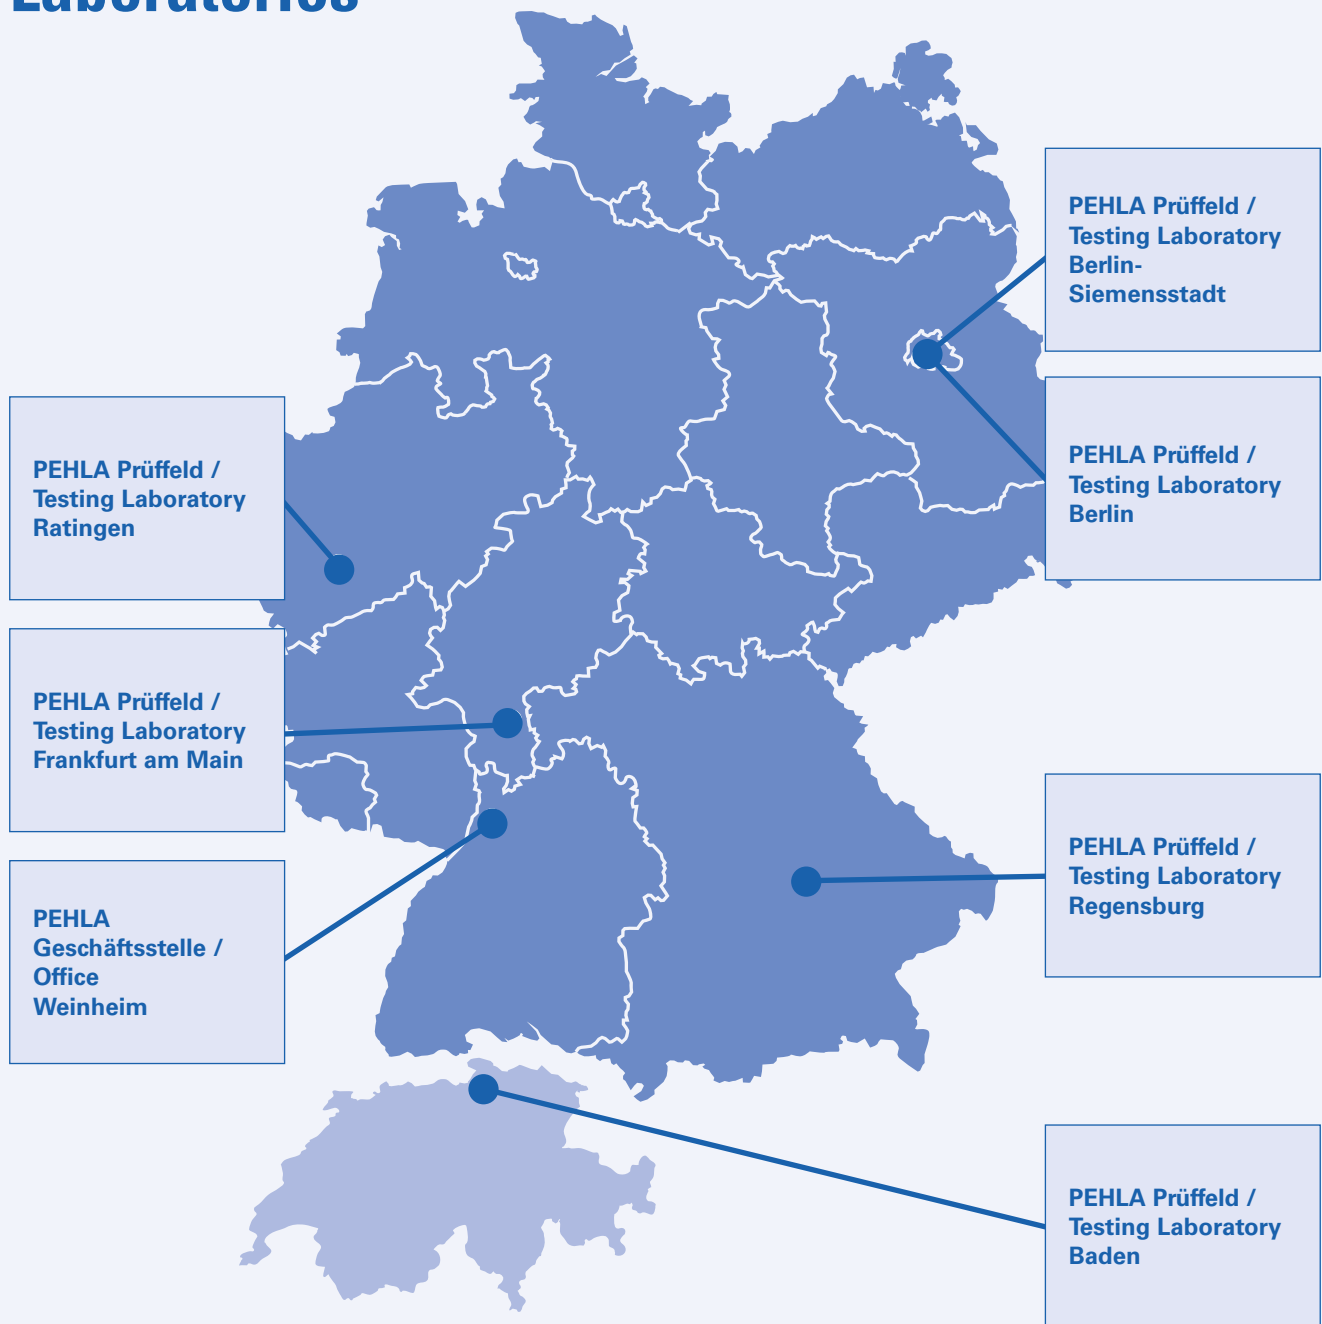 Laboratories
PEHLA Prüffeld /
Testing Laboratory
Berlin-
Siemensstadt
PEHLA Prüffeld /
Testing Laboratory
Berlin
PEHLA Prüffeld /
Testing Laboratory
Ratingen
PEHLA Prüffeld /
Testing Laboratory
Frankfurt am Main
PEHLA
Geschäftsstelle /
Office
Weinheim
PEHLA Prüffeld /
Testing Laboratory
Regensburg
PEHLA Prüffeld /
Testing Laboratory
Baden